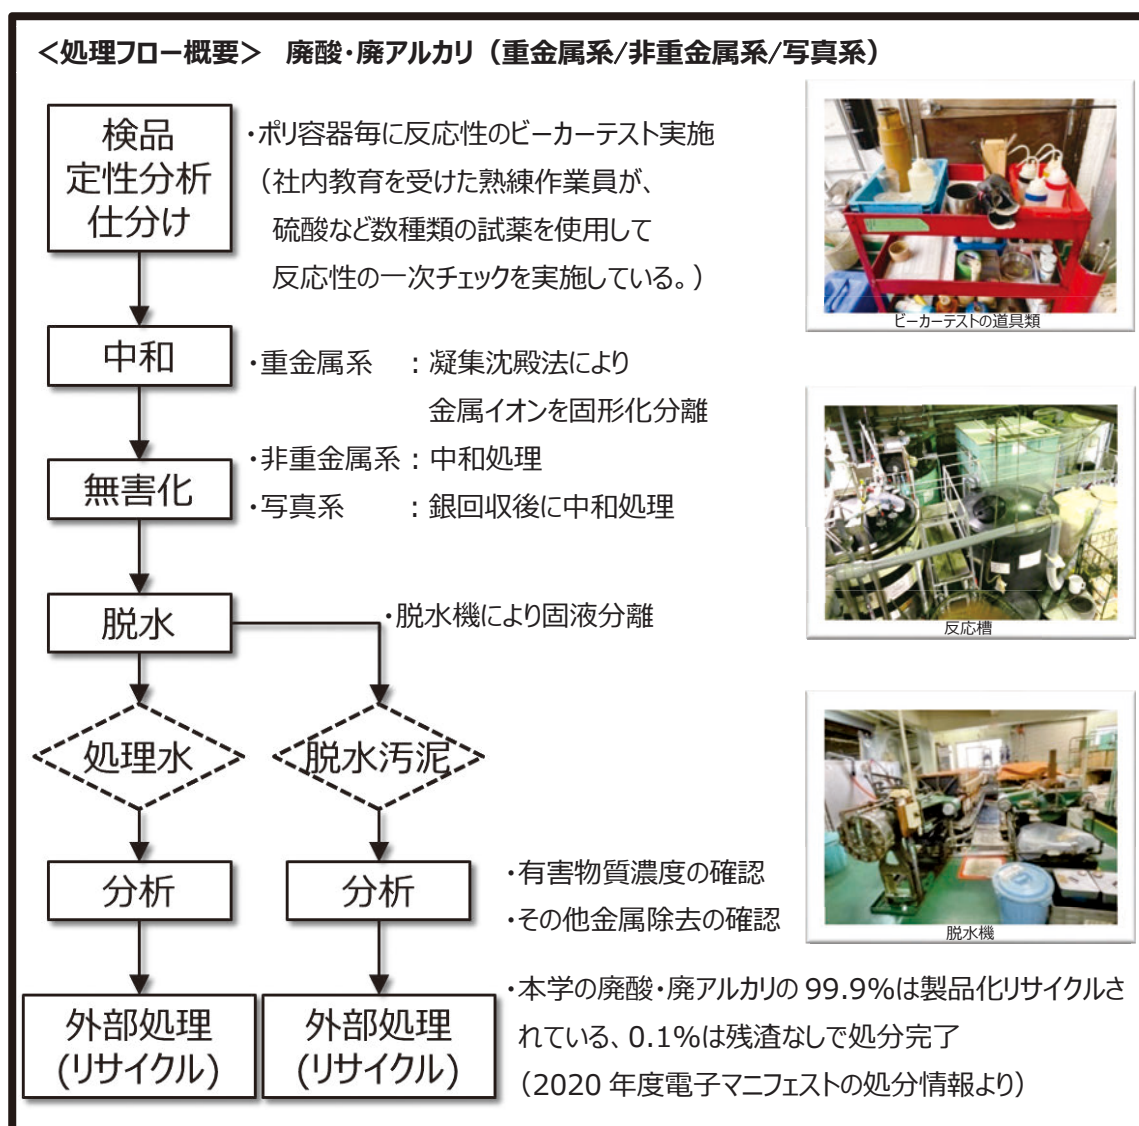 ＜処理フロー概要＞　廃酸・廃アルカリ（重金属系/非重金属系/写真系）
検品
定性分析
仕分け
・ポリ容器毎に反応性のビーカーテスト実施
（社内教育を受けた熟練作業員が、
硫酸など数種類の試薬を使用して
反応性の一次チェックを実施している。）
ビーカーテストの道具類
中和
・重金属系　：凝集沈殿法により
金属イオンを固形化分離
無害化
・非重金属系：中和処理
・写真系　　：銀回収後に中和処理
反応槽
脱水
・脱水機により固液分離
処理水
脱水汚泥
脱水機
分析
分析
・有害物質濃度の確認
・その他金属除去の確認
外部処理
(リサイクル)
外部処理
(リサイクル)
・本学の廃酸・廃アルカリの 99.9%は製品化リサイクルさ
れている、0.1%は残渣なしで処分完了
（2020 年度電子マニフェストの処分情報より）